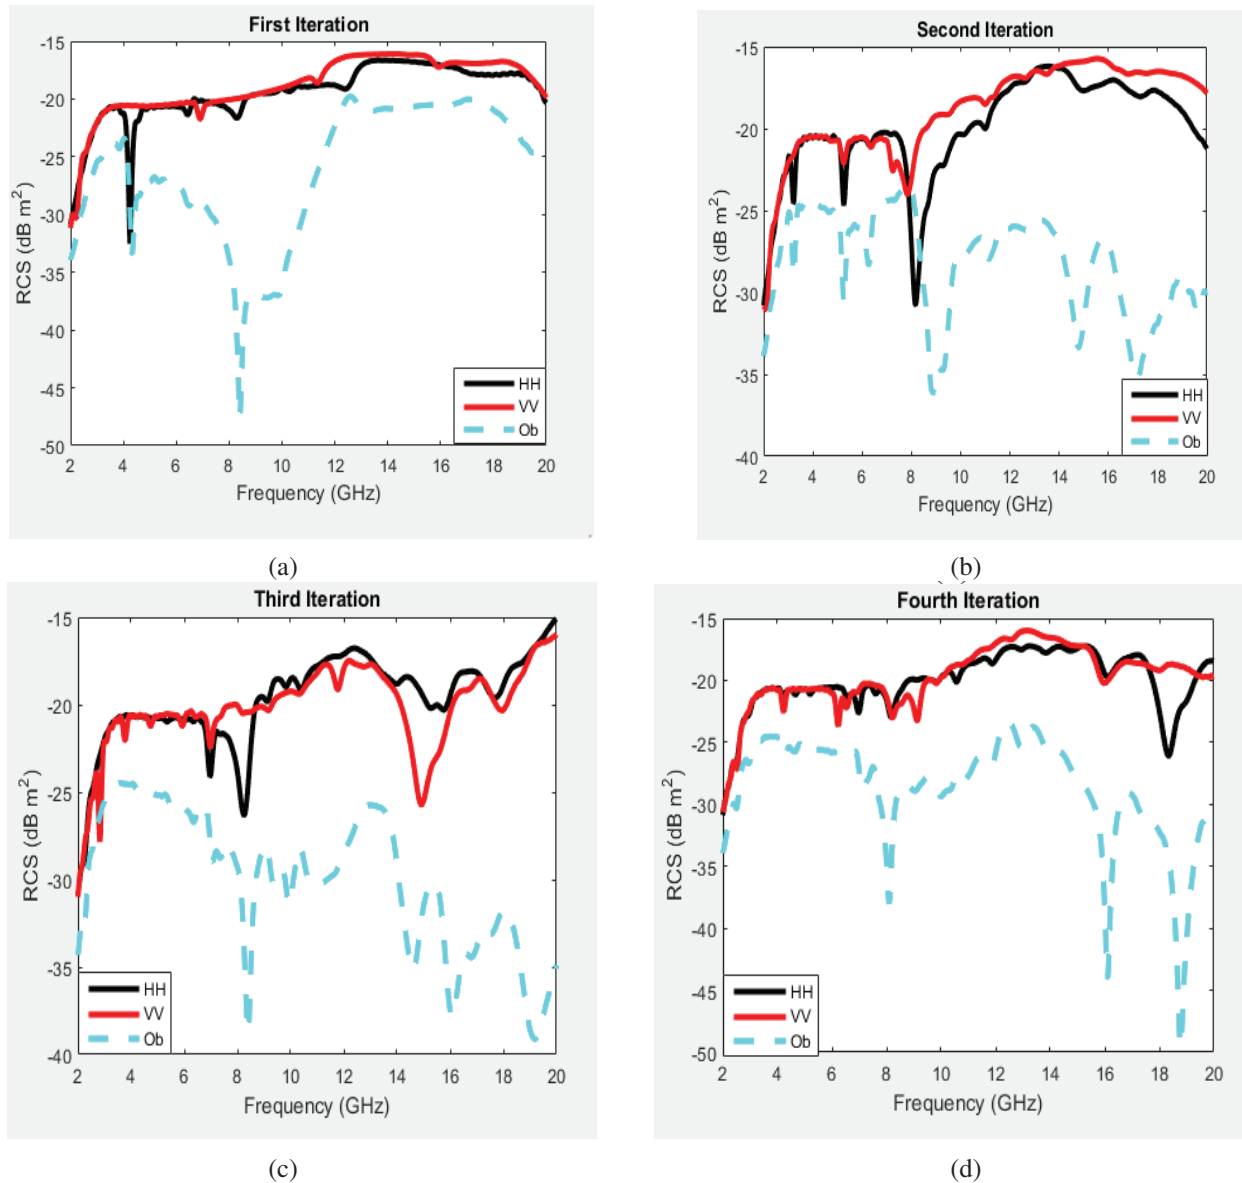 First Iteration
-15
-20
-25
-30
-35
-40
-45
-50
RCS (dB m²)
2 4 6 8 10 12 14 16 18 20
Frequency (GHz)
HH
VV
Ob
(a)
Second Iteration
-15
-20
-25
-30
-35
-40
RCS (dB m²)
2 4 6 8 10 12 14 16 18 20
Frequency (GHz)
HH
VV
Ob
(b)
Third Iteration
-15
-20
-25
-30
-35
-40
RCS (dB m²)
2 4 6 8 10 12 14 16 18 20
Frequency (GHz)
HH
VV
Ob
(c)
Fourth Iteration
-15
-20
-25
-30
-35
-40
-45
-50
RCS (dB m²)
2 4 6 8 10 12 14 16 18 20
Frequency (GHz)
HH
VV
Ob
(d)